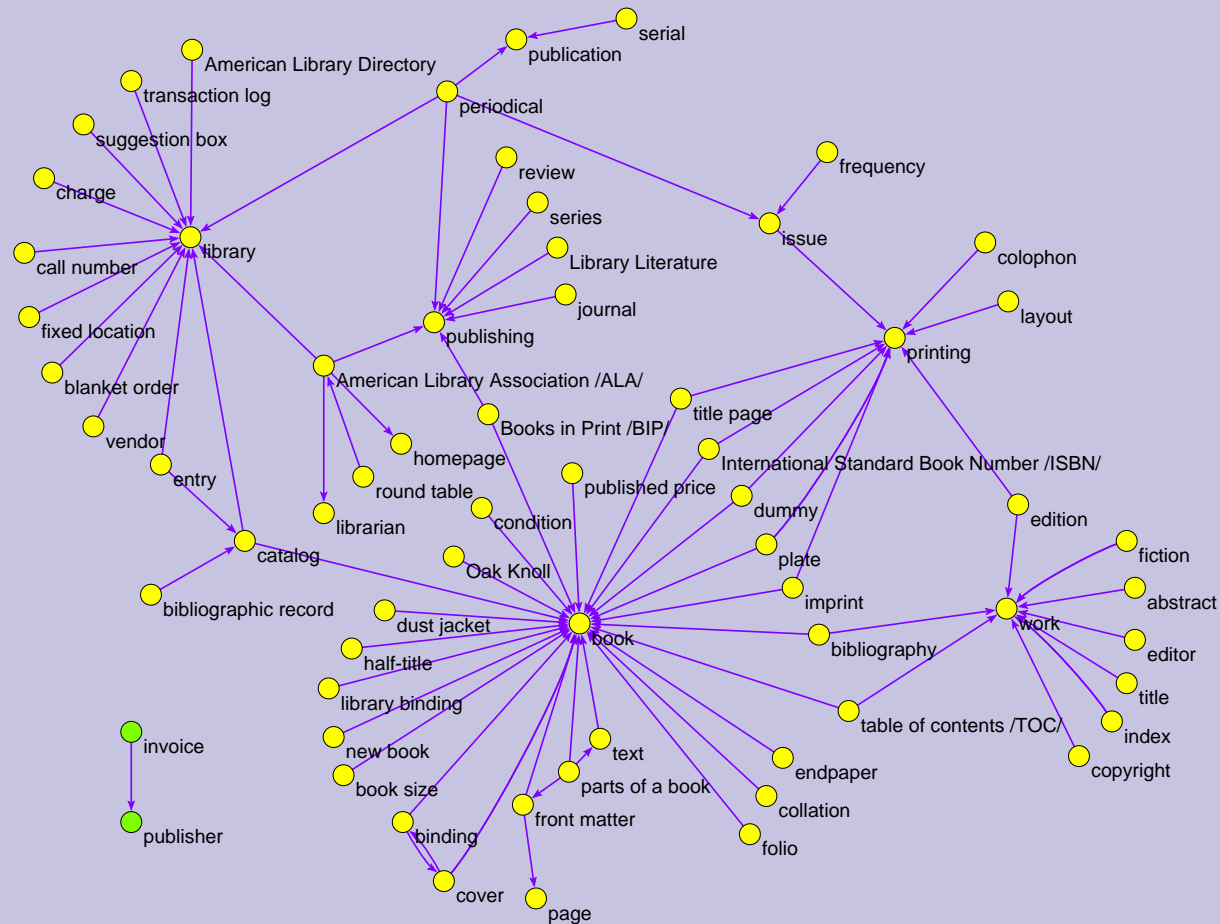 serial
publication
American Library Directory
transaction log
periodical
suggestion box
review
frequency
charge
series
issue
library
colophon
call number
Library Literature
journal
layout
fixed location
publishing
printing
blanket order
American Library Association /ALA/
title page
Books in Print /BIP/
vendor
homepage
International Standard Book Number /ISBN/
entry
round table
published price
dummy
librarian
condition
edition
catalog
plate
fiction
Oak Knoll
bibliographic record
imprint
abstract
dust jacket
book
work
bibliography
half-title
editor
library binding
title
table of contents /TOC/
index
invoice
new book
text
endpaper
copyright
book size
parts of a book
collation
front matter
publisher
binding
folio
cover
page